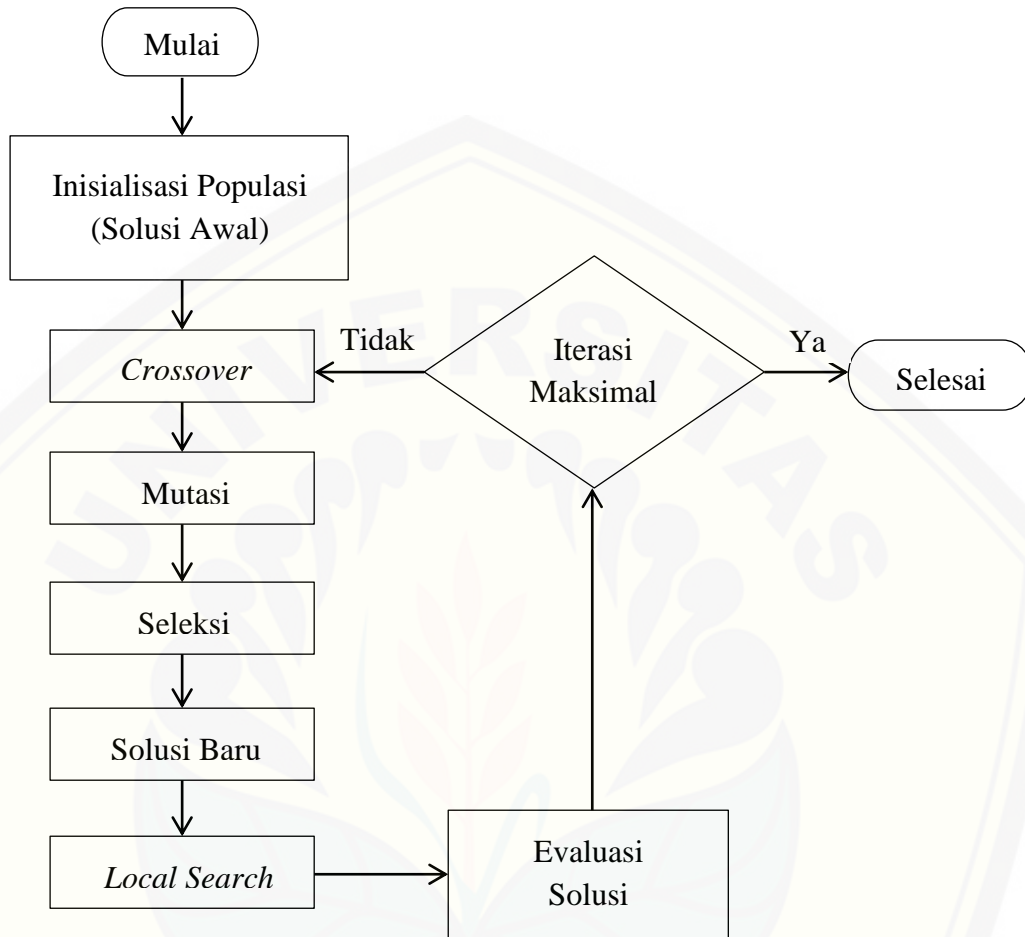 Mulai
Inisialisasi Populasi
(Solusi Awal)
Crossover
Tidak
Iterasi
Maksimal
Ya
Selesai
Mutasi
Seleksi
Solusi Baru
Local Search
Evaluasi
Solusi
UNIVERSITAS